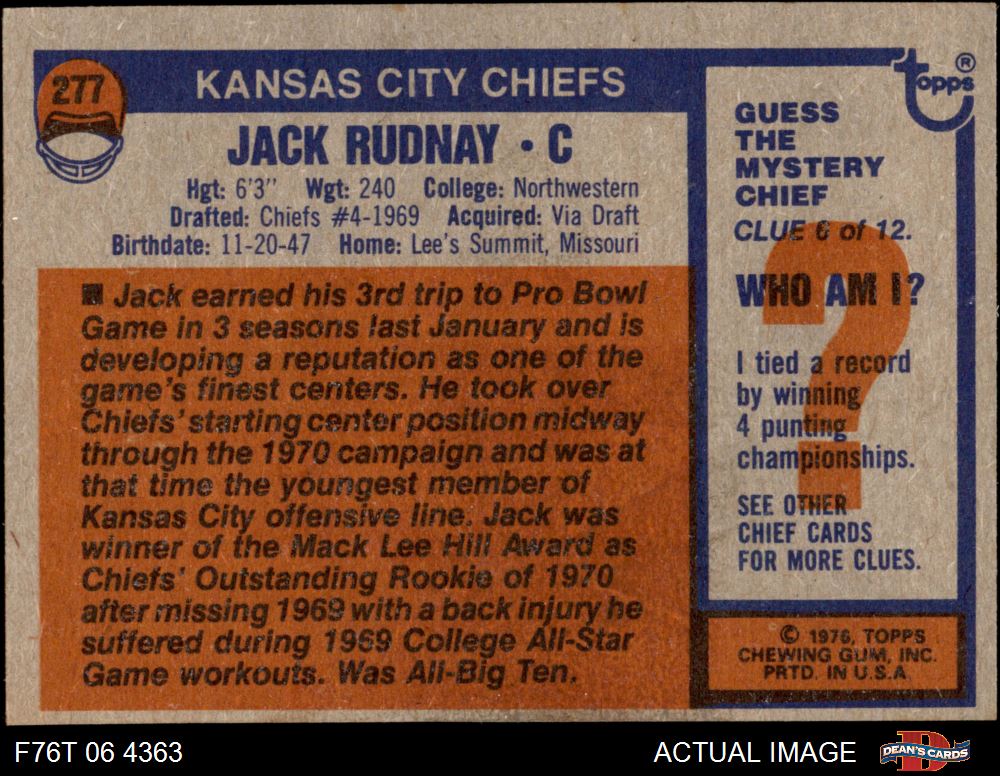 277
KANSAS CITY CHIEFS
JACK RUDNAY • C
Hgt: 6'3" Wgt: 240 College: Northwestern
Drafted: Chiefs #4-1969 Acquired: Via Draft
Birthdate: 11-20-47 Home: Lee's Summit, Missouri
■ Jack earned his 3rd trip to Pro Bowl
Game in 3 seasons last January and is
developing a reputation as one of the
game's finest centers. He took over
Chiefs' starting center position midway
through the 1970 campaign and was at
that time the youngest member of
Kansas City offensive line. Jack was
winner of the Mack Lee Hill Award as
Chiefs' Outstanding Rookie of 1970
after missing 1969 with a back injury he
suffered during 1969 College All-Star
Game workouts. Was All-Big Ten.
topps®
GUESS
THE
MYSTERY
CHIEF
CLUE 6 of 12.
WHO AM I?
?
I tied a record
by winning
4 punting
championships.
SEE OTHER
CHIEF CARDS
FOR MORE CLUES.
© 1976, TOPPS
CHEWING GUM, INC.
PRTD. IN U.S.A.
F76T 06 4363
ACTUAL IMAGE
DEAN'S CARDS